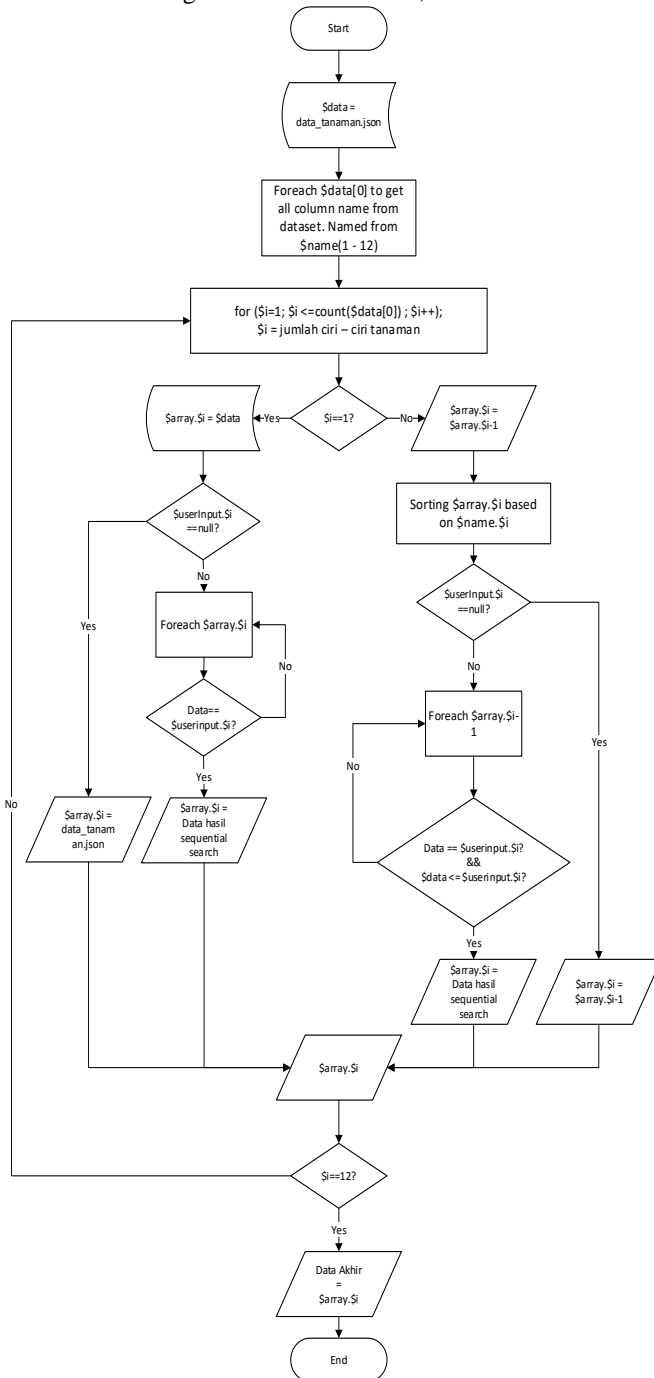 Start
$data =
data_tanaman.json
Foreach $data[0] to get
all column name from
dataset. Named from
$name(1 - 12)
for ($i=1; $i <=count($data[0]) ; $i++);
$i = jumlah ciri – ciri tanaman
$array.$i = $data
Yes
$i==1?
No
$array.$i =
$array.$i-1
Sorting $array.$i based
on $name.$i
$userInput.$i
==null?
$userInput.$i
==null?
No
Yes
Foreach $array.$i
No
No
Yes
Foreach $array.$i-
1
Data==
$userinput.$i?
No
Yes
$array.$i =
data_tanam
an.json
$array.$i =
Data hasil
sequential
search
No
Data == $userinput.$i?
&&
$data <= $userinput.$i?
Yes
$array.$i =
Data hasil
sequential
search
$array.$i =
$array.$i-1
$array.$i
$i==12?
Yes
Data Akhir
=
$array.$i
End